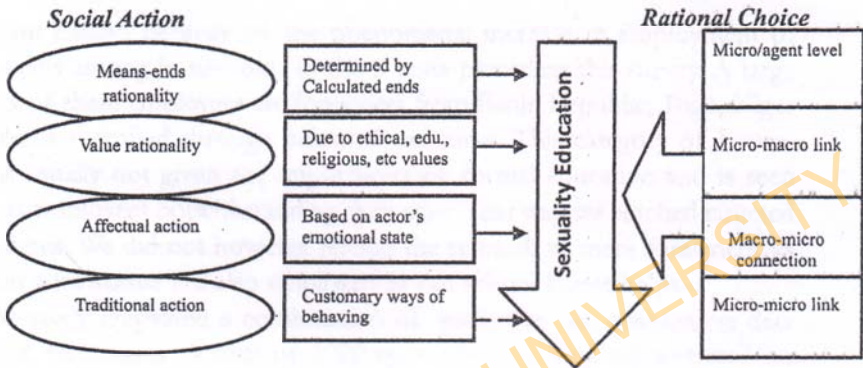 Social Action
Rational Choice
Means-ends
rationality
Determined by
Calculated ends
Micro/agent level
Value rationality
Due to ethical, edu.,
religious, etc values
Micro-macro link
Affectual action
Based on actor's
emotional state
Macro-micro
connection
Traditional action
Customary ways of
behaving
Micro-micro link
Sexuality Education
UNIVERSITY